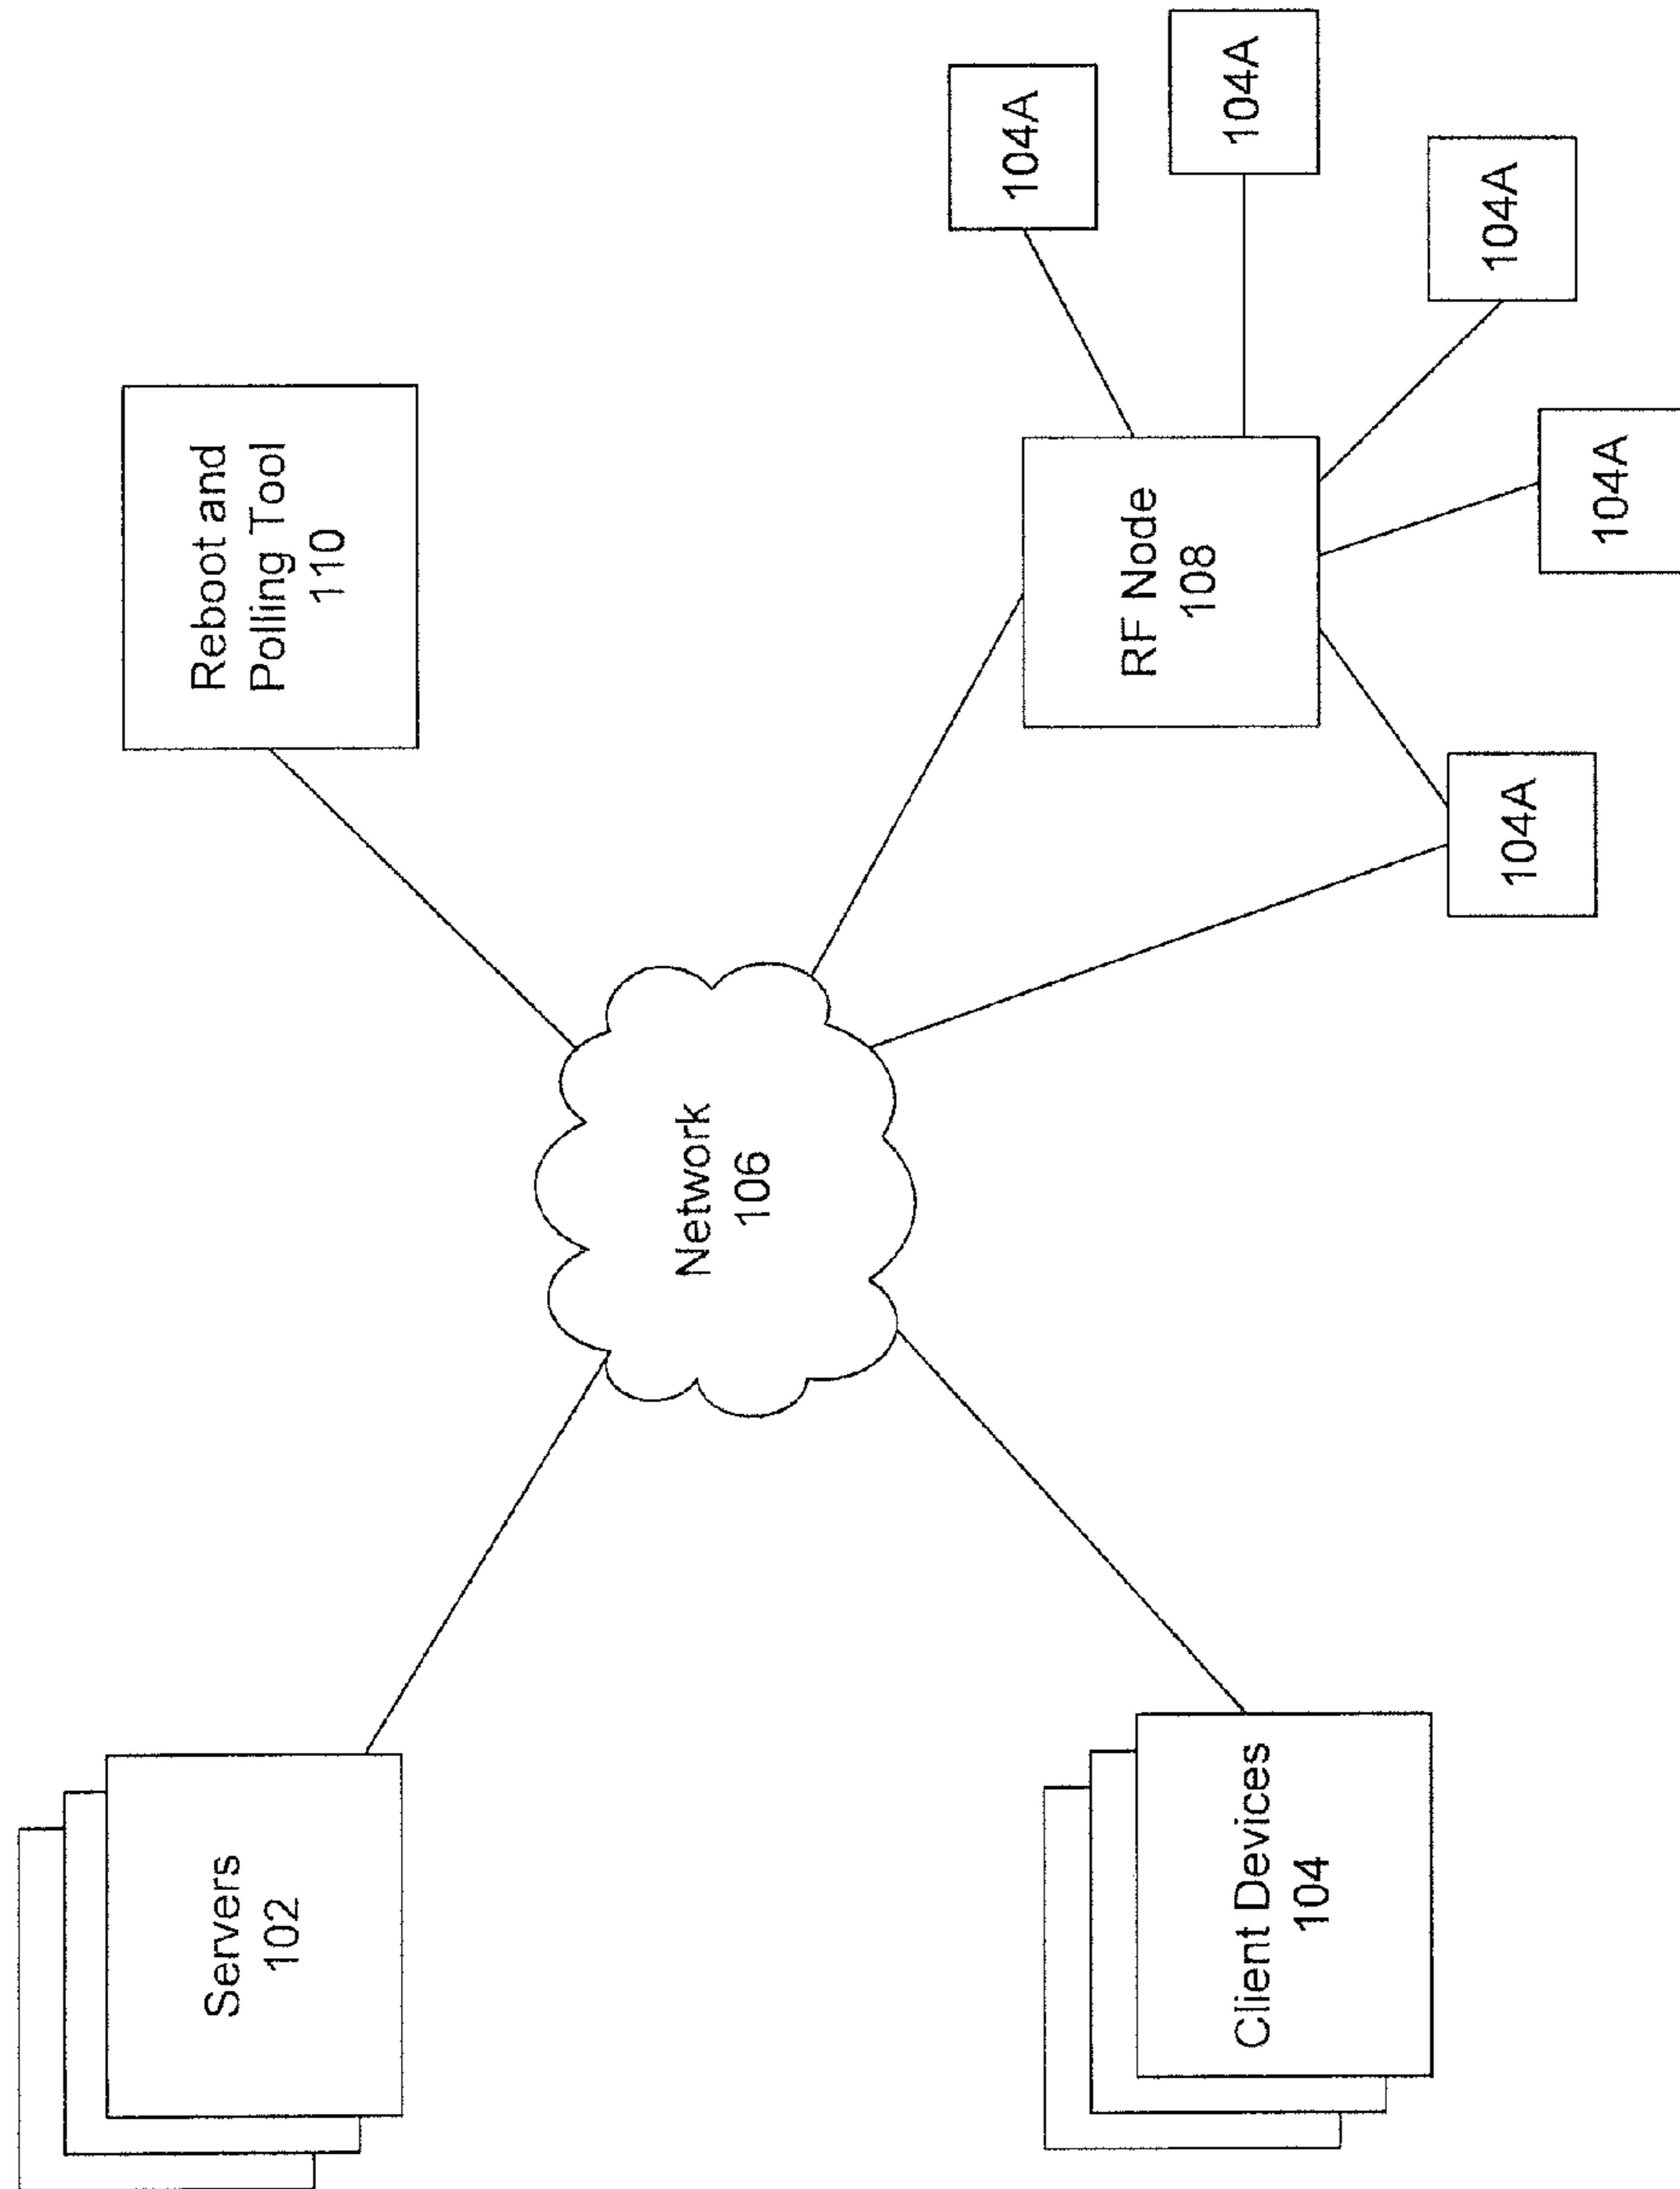 Servers
102
Reboot and
Polling Tool
110
Network
106
Client Devices
104
RF Node
108
104A
104A
104A
104A
104A